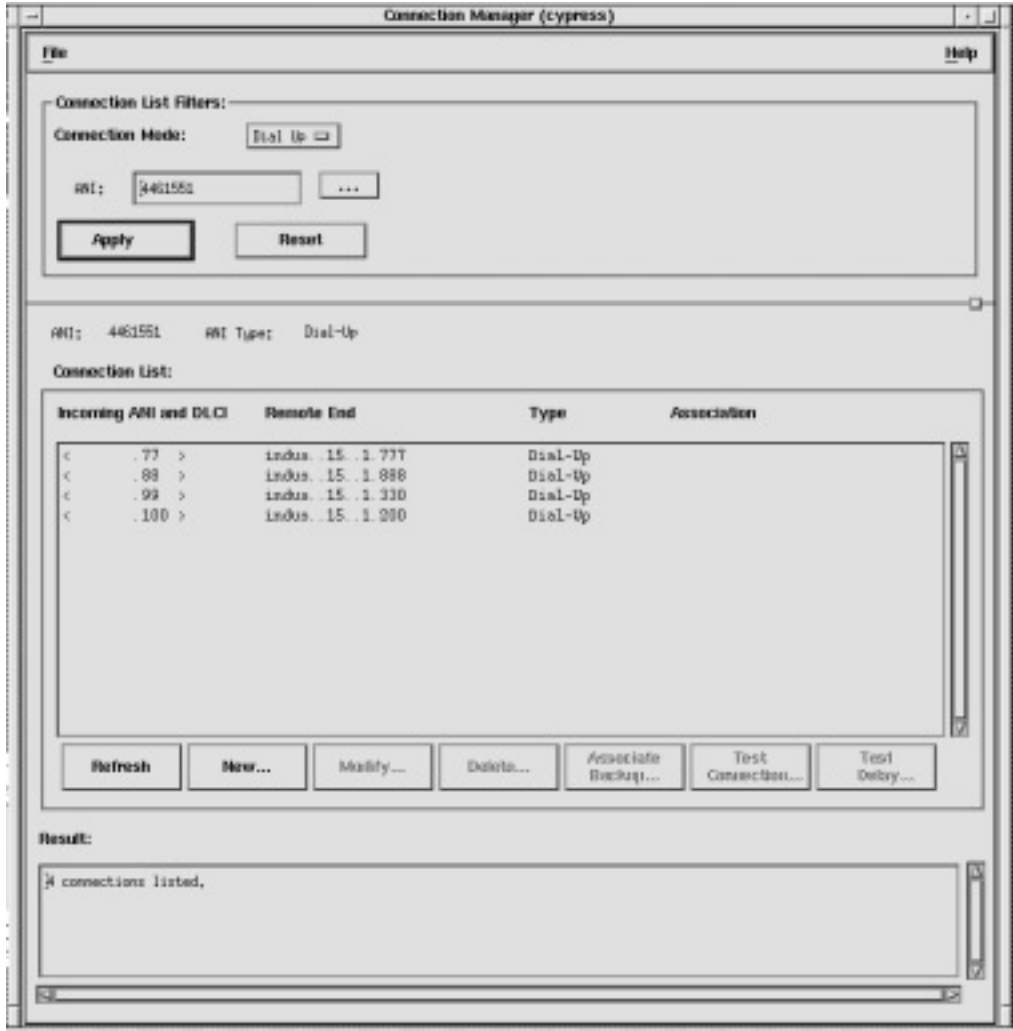 Connection Manager (cypress)
File Help
Connection List Filters:
Connection Mode: Dial Up
ANI: 4461551 ...
Apply Reset
ANI: 4461551 ANI Type: Dial-Up
Connection List:
Incoming ANI and DLCI Remote End Type Association
< .77 > indus..15..1.777 Dial-Up
< .88 > indus..15..1.888 Dial-Up
< .99 > indus..15..1.330 Dial-Up
< .100 > indus..15..1.200 Dial-Up
Refresh New... Modify... Delete... Associate Backup... Test Connection... Test Delay...
Result:
4 connections listed.